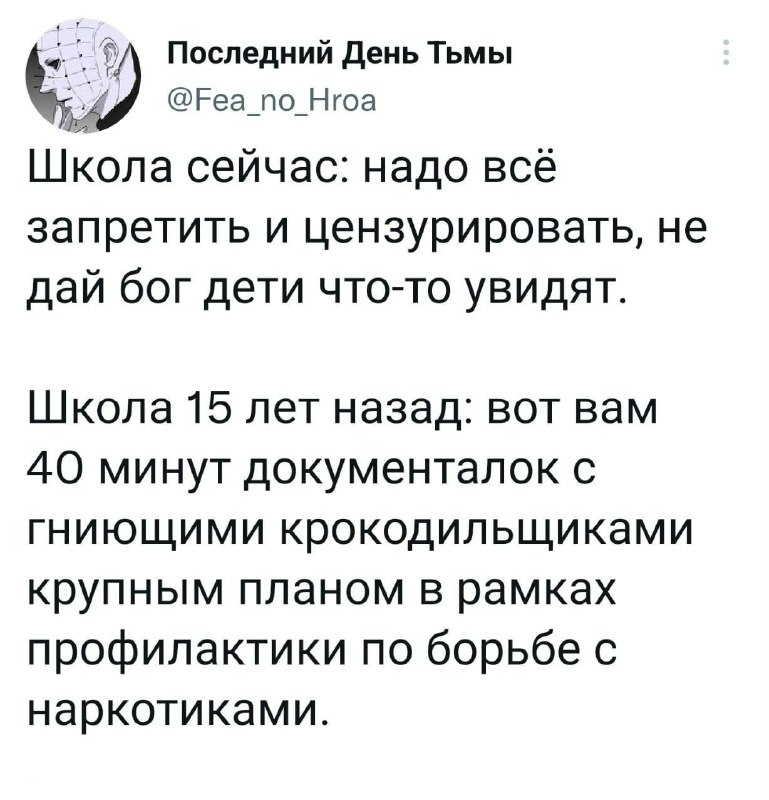 Последний День Тьмы
@Fea_no_Hroa
Школа сейчас: надо всё
запретить и цензурировать, не
дай бог дети что-то увидят.
Школа 15 лет назад: вот вам
40 минут документалок с
гниющими крокодильщиками
крупным планом в рамках
профилактики по борьбе с
наркотиками.